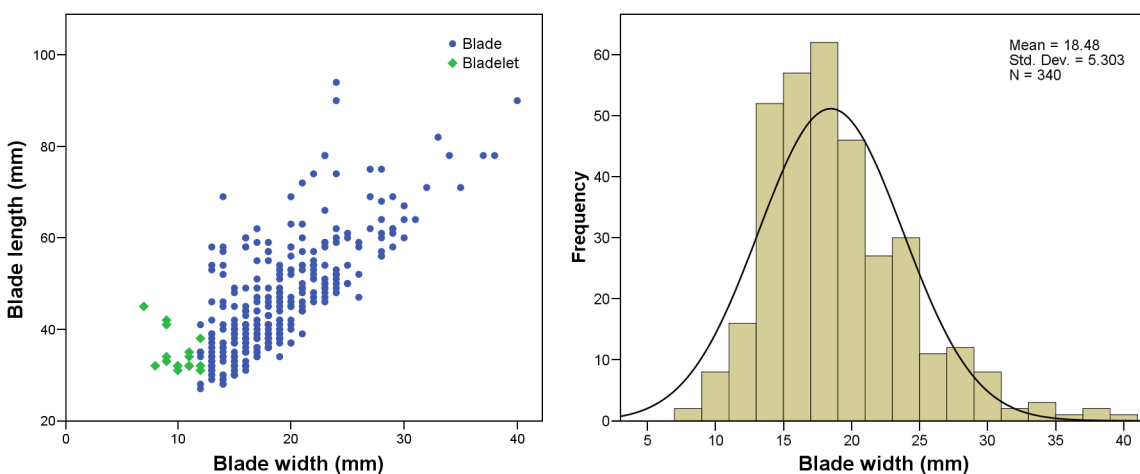 100
80
60
40
20
0
10
20
30
40
Blade length (mm)
Blade width (mm)
Blade
Bladelet
60
50
40
30
20
10
0
5
10
15
20
25
30
35
40
Frequency
Blade width (mm)
Mean = 18.48
Std. Dev. = 5.303
N = 340